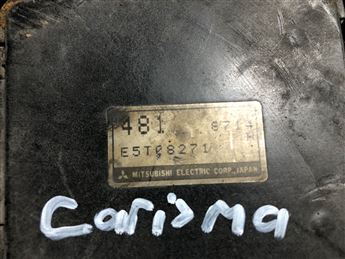 481
E5T08271
MITSUBISHI ELECTRIC CORP., JAPAN
Carisma